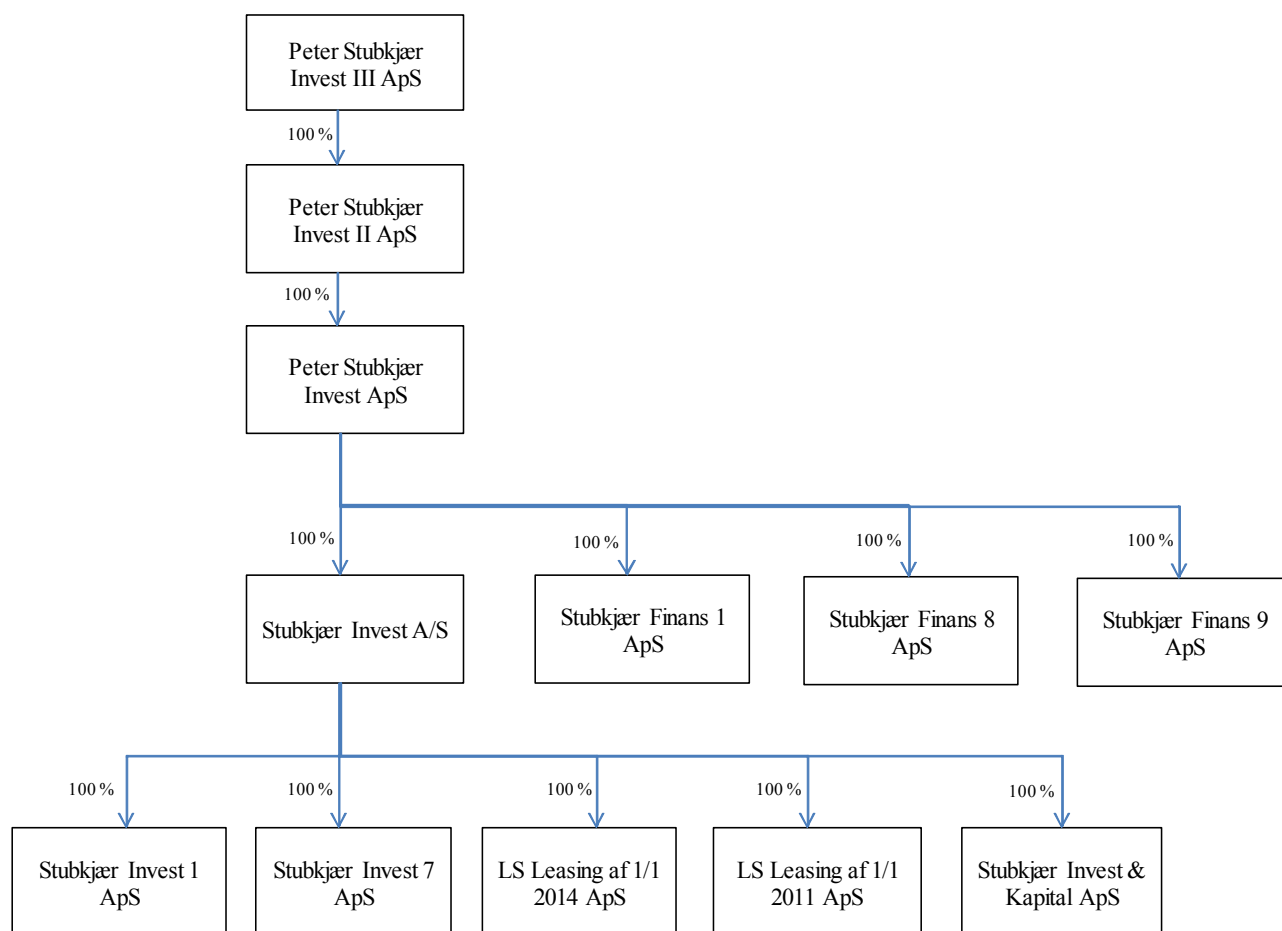 Peter Stubkjær
Invest III ApS
100 %
Peter Stubkjær
Invest II ApS
100 %
Peter Stubkjær
Invest ApS
100 %
100 %
100 %
100 %
Stubkjær Invest A/S
Stubkjær Finans 1
ApS
Stubkjær Finans 8
ApS
Stubkjær Finans 9
ApS
100 %
100 %
100 %
100 %
100 %
Stubkjær Invest 1
ApS
Stubkjær Invest 7
ApS
LS Leasing af 1/1
2014 ApS
LS Leasing af 1/1
2011 ApS
Stubkjær Invest &
Kapital ApS